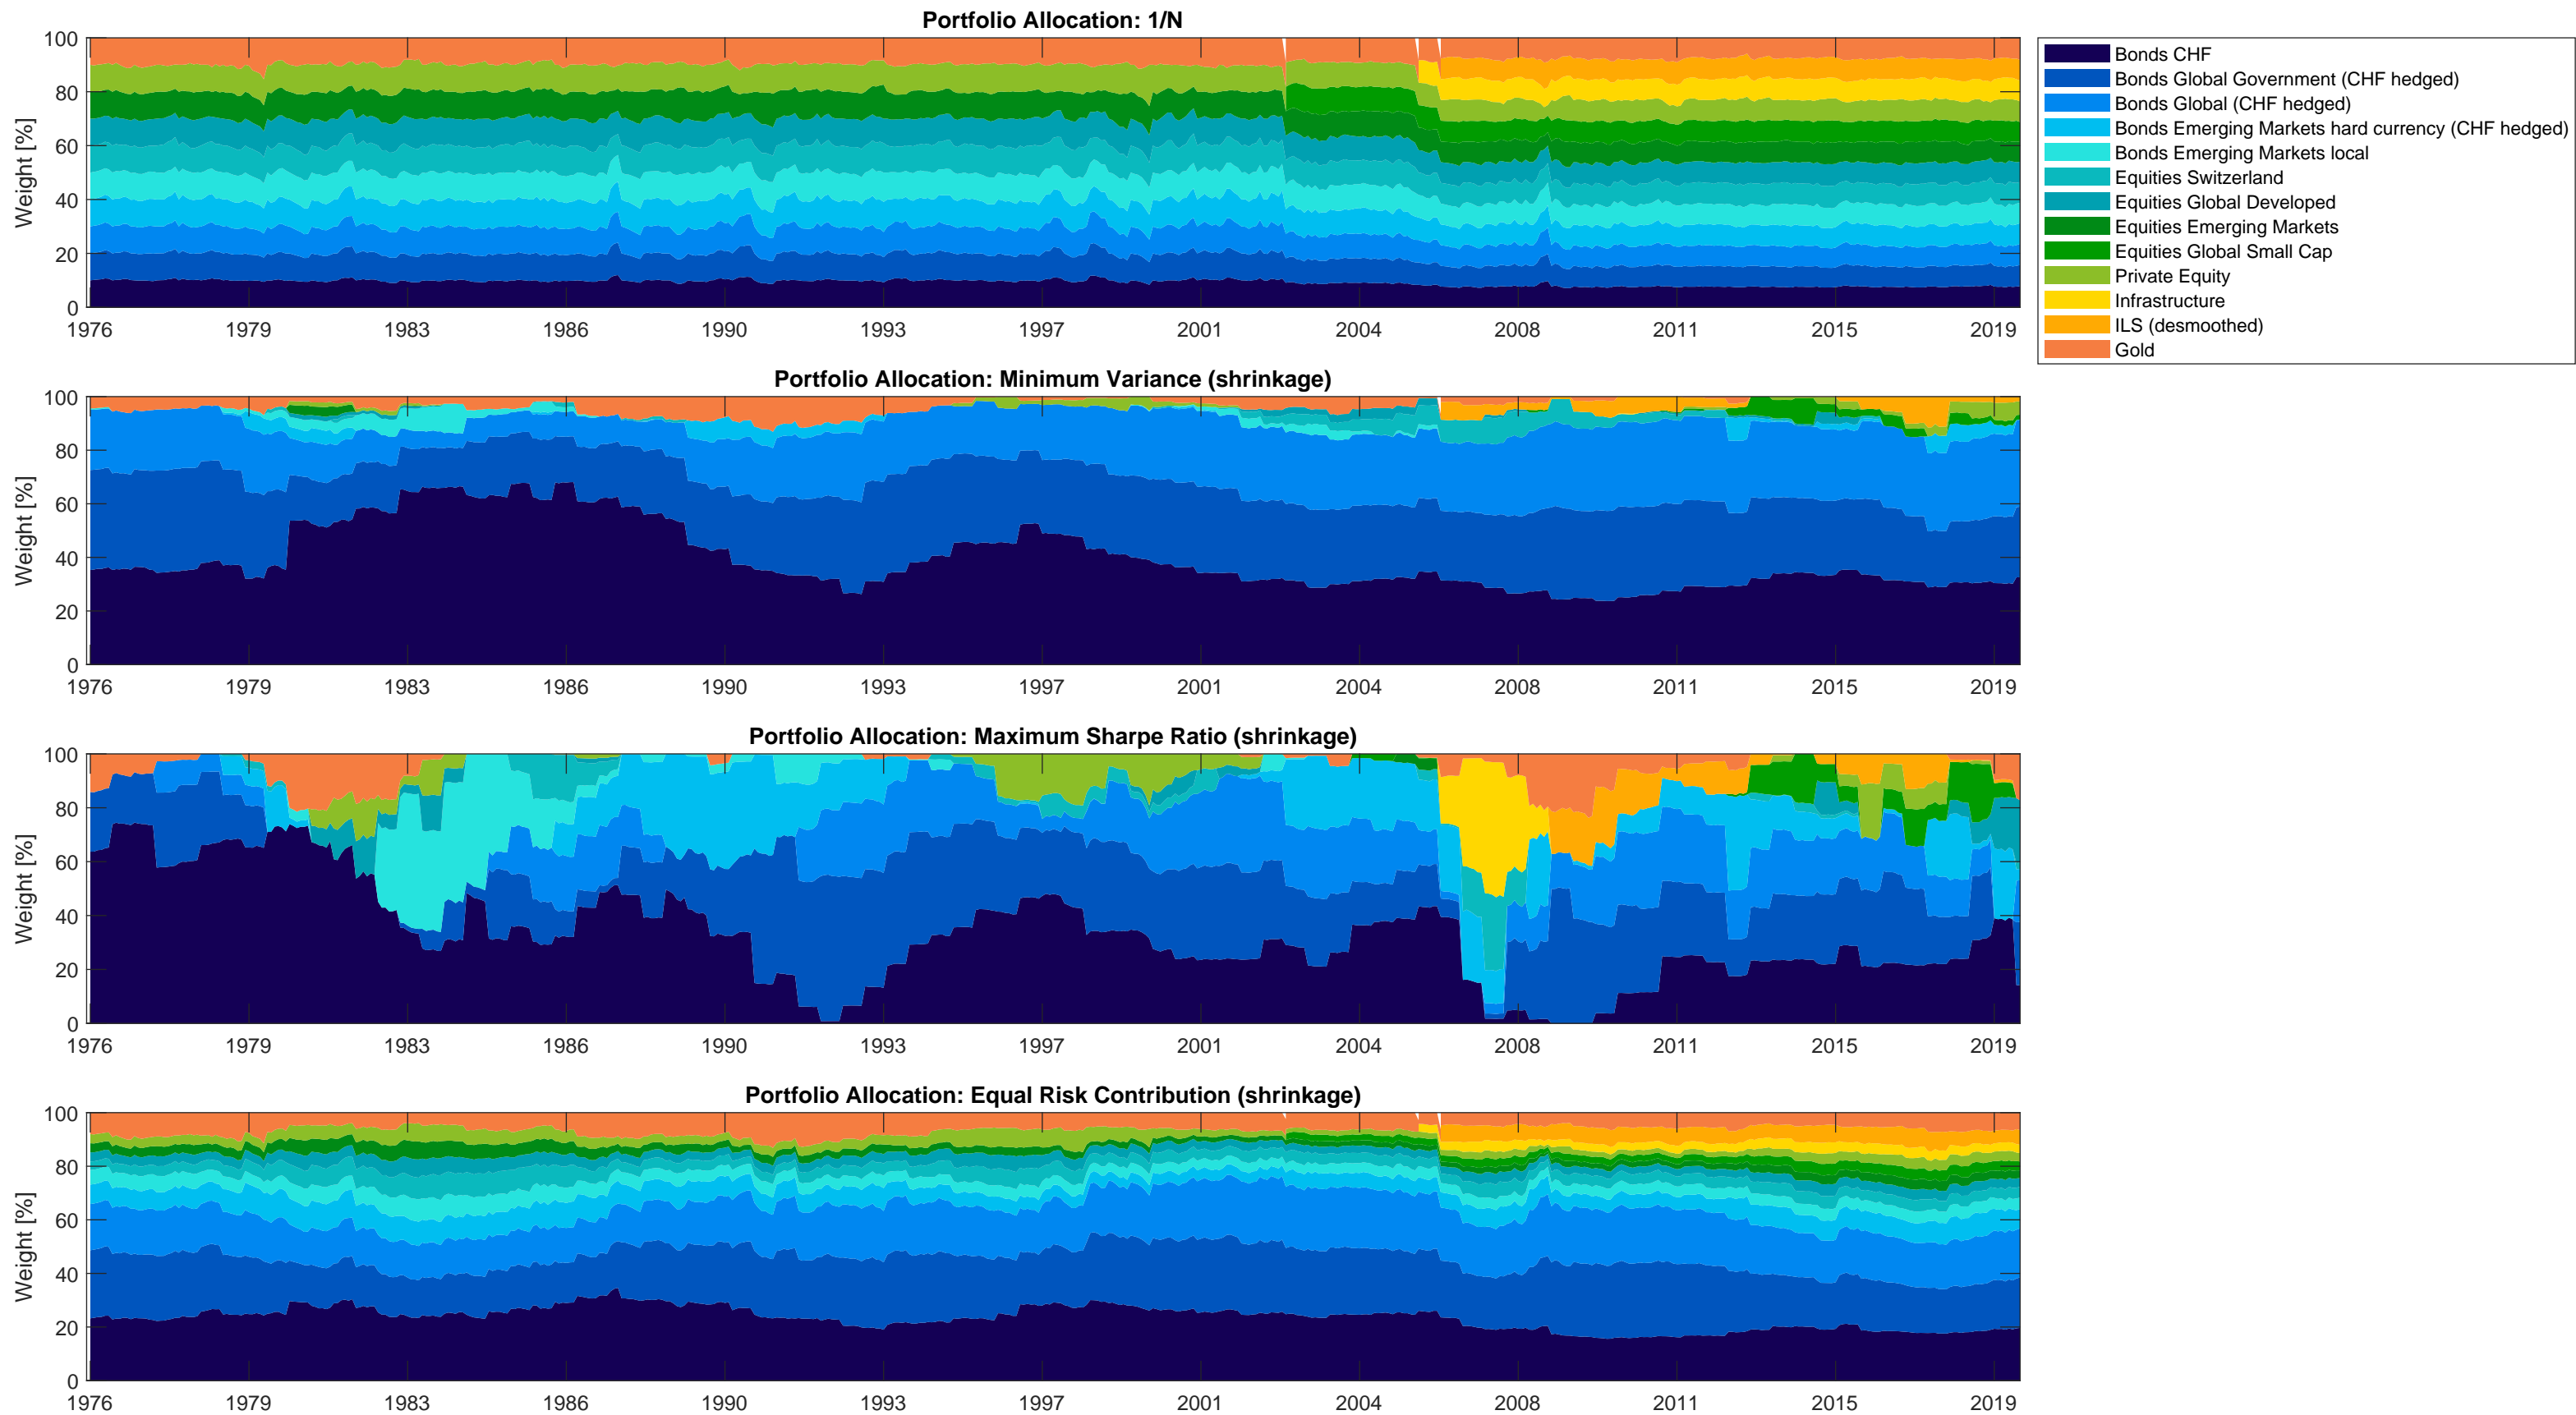 Portfolio Allocation: 1/N
Weight [%]
100
80
60
40
20
0
1976 1979 1983 1986 1990 1993 1997 2001 2004 2008 2011 2015 2019
Bonds CHF
Bonds Global Government (CHF hedged)
Bonds Global (CHF hedged)
Bonds Emerging Markets hard currency (CHF hedged)
Bonds Emerging Markets local
Equities Switzerland
Equities Global Developed
Equities Emerging Markets
Equities Global Small Cap
Private Equity
Infrastructure
ILS (desmoothed)
Gold
Portfolio Allocation: Minimum Variance (shrinkage)
Weight [%]
100
80
60
40
20
0
1976 1979 1983 1986 1990 1993 1997 2001 2004 2008 2011 2015 2019
Portfolio Allocation: Maximum Sharpe Ratio (shrinkage)
Weight [%]
100
80
60
40
20
0
1976 1979 1983 1986 1990 1993 1997 2001 2004 2008 2011 2015 2019
Portfolio Allocation: Equal Risk Contribution (shrinkage)
Weight [%]
100
80
60
40
20
0
1976 1979 1983 1986 1990 1993 1997 2001 2004 2008 2011 2015 2019